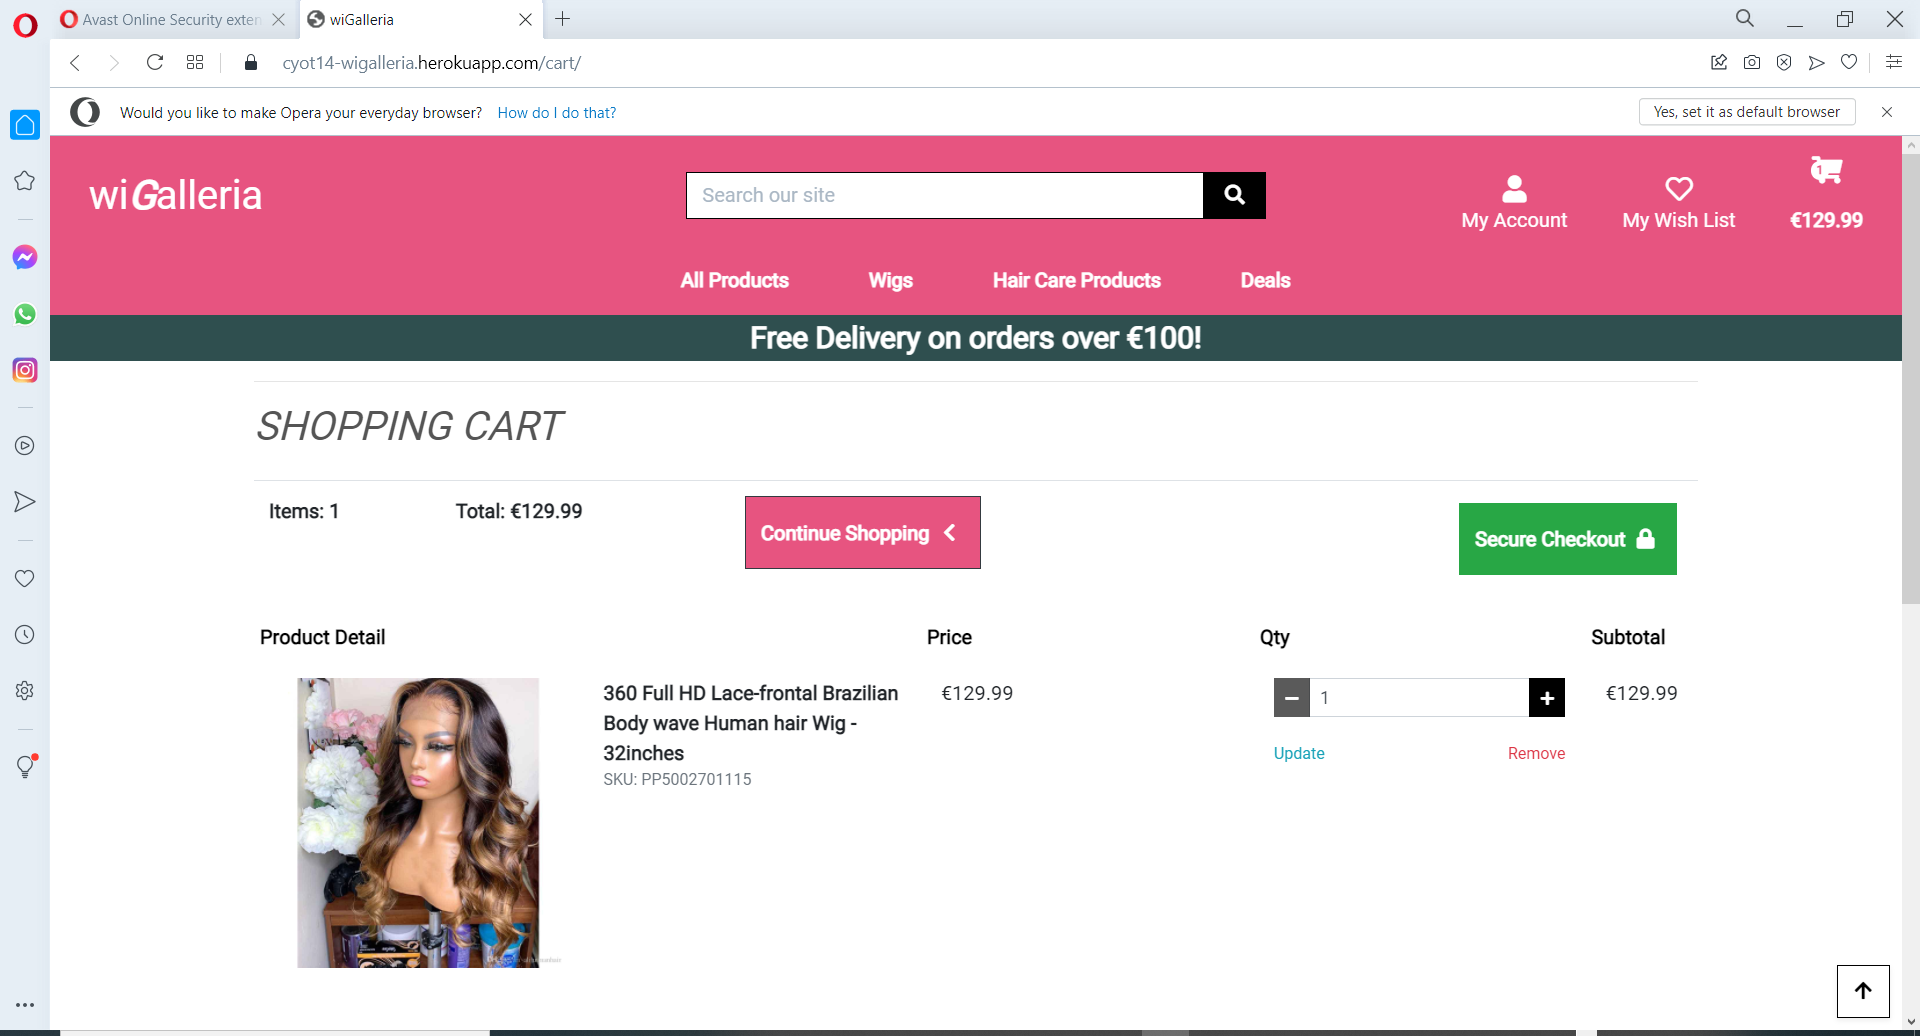 Avast Online Security exten
wiGalleria
cyot14-wigalleria.herokuapp.com/cart/
Would you like to make Opera your everyday browser? How do I do that?
Yes, set it as default browser
wiGalleria
Search our site
My Account
My Wish List
1
€129.99
All Products
Wigs
Hair Care Products
Deals
Free Delivery on orders over €100!
SHOPPING CART
Items: 1
Total: €129.99
Continue Shopping
Secure Checkout
Product Detail
Price
Qty
Subtotal
360 Full HD Lace-frontal Brazilian
Body wave Human hair Wig -
32inches
SKU: PP5002701115
€129.99
1
€129.99
Update
Remove